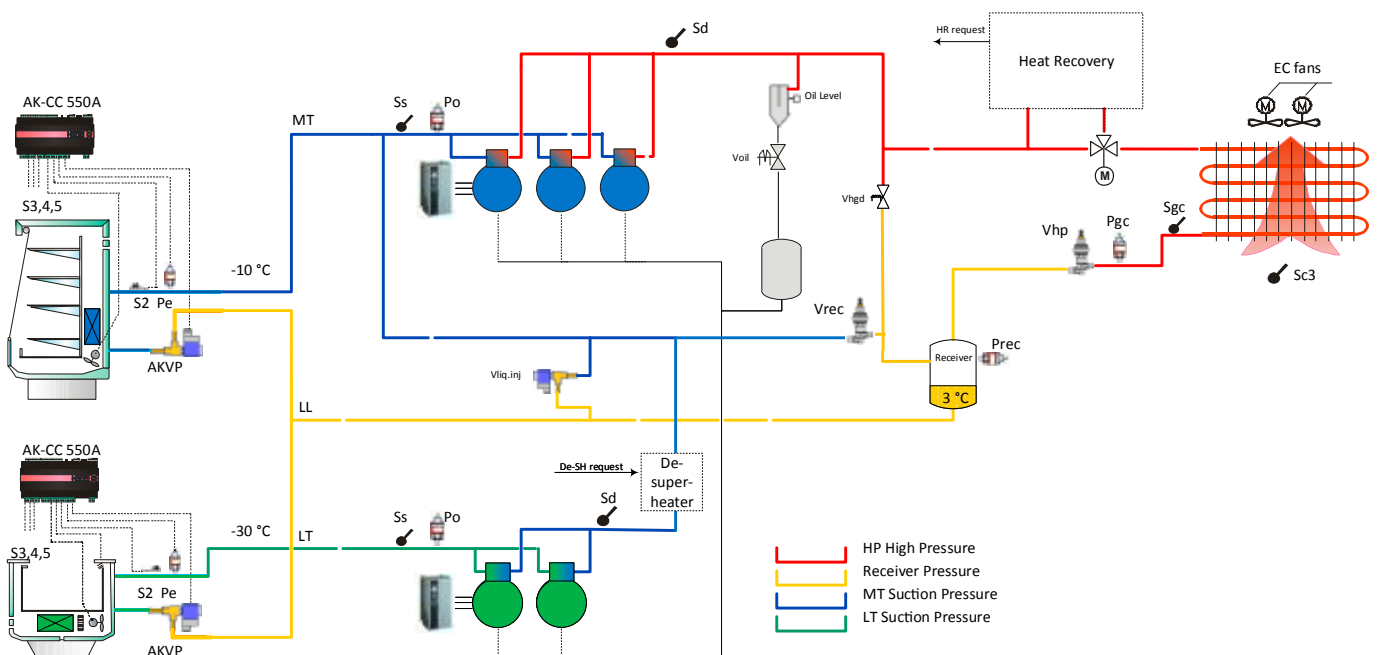 HR request
Heat Recovery
EC fans
M
M
Sd
AK-CC 550A
MT
Ss
Po
Oil Level
Voil
M
S3,4,5
Vhgd
Vhp
Pgc
Sgc
-10 °C
Sc3
S2 Pe
Vrec
AKVP
Receiver
Prec
Vliq.inj
3 °C
LL
AK-CC 550A
De-SH request
De-
super-
heater
-30 °C
LT
Ss
Po
Sd
S3,4,5
HP High Pressure
Receiver Pressure
MT Suction Pressure
LT Suction Pressure
S2 Pe
AKVP